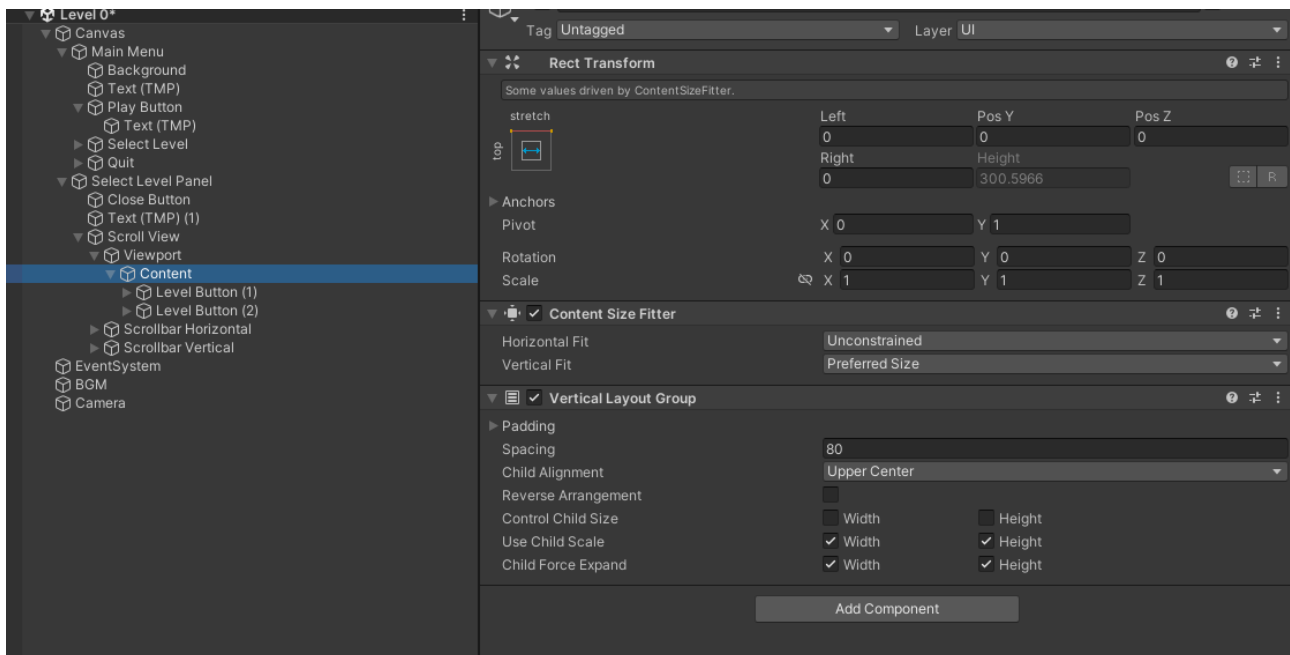 Level 0*
Canvas
Main Menu
Background
Text (TMP)
Play Button
Text (TMP)
Select Level
Quit
Select Level Panel
Close Button
Text (TMP) (1)
Scroll View
Viewport
Content
Level Button (1)
Level Button (2)
Scrollbar Horizontal
Scrollbar Vertical
EventSystem
BGM
Camera
Tag Untagged Layer UI
Rect Transform
Some values driven by ContentSizeFitter.
stretch Left Pos Y Pos Z
top 0 0 0
Right Height
0 300.5966 R
Anchors
Pivot X 0 Y 1
Rotation X 0 Y 0 Z 0
Scale X 1 Y 1 Z 1
Content Size Fitter
Horizontal Fit Unconstrained
Vertical Fit Preferred Size
Vertical Layout Group
Padding
Spacing 80
Child Alignment Upper Center
Reverse Arrangement
Control Child Size Width Height
Use Child Scale Width Height
Child Force Expand Width Height
Add Component